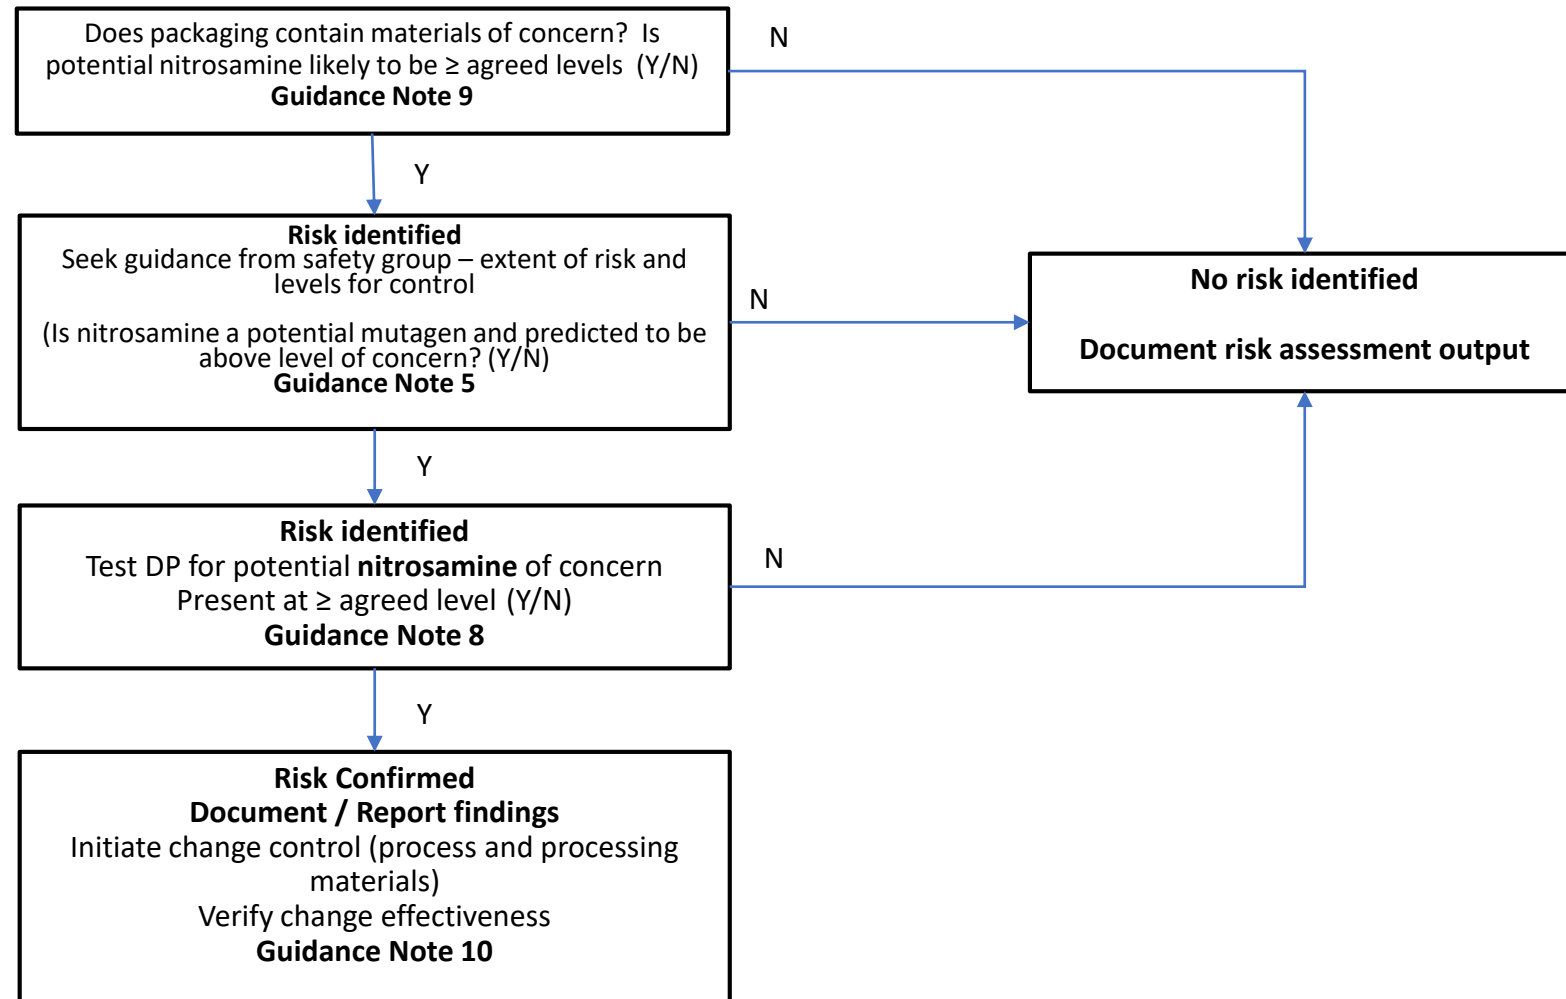 Does packaging contain materials of concern? Is
potential nitrosamine likely to be ≥ agreed levels (Y/N)
Guidance Note 9
N
Y
Risk identified
Seek guidance from safety group – extent of risk and
levels for control
(Is nitrosamine a potential mutagen and predicted to be
above level of concern? (Y/N)
Guidance Note 5
N
No risk identified
Document risk assessment output
Y
Risk identified
Test DP for potential nitrosamine of concern
Present at ≥ agreed level (Y/N)
Guidance Note 8
N
Y
Risk Confirmed
Document / Report findings
Initiate change control (process and processing
materials)
Verify change effectiveness
Guidance Note 10